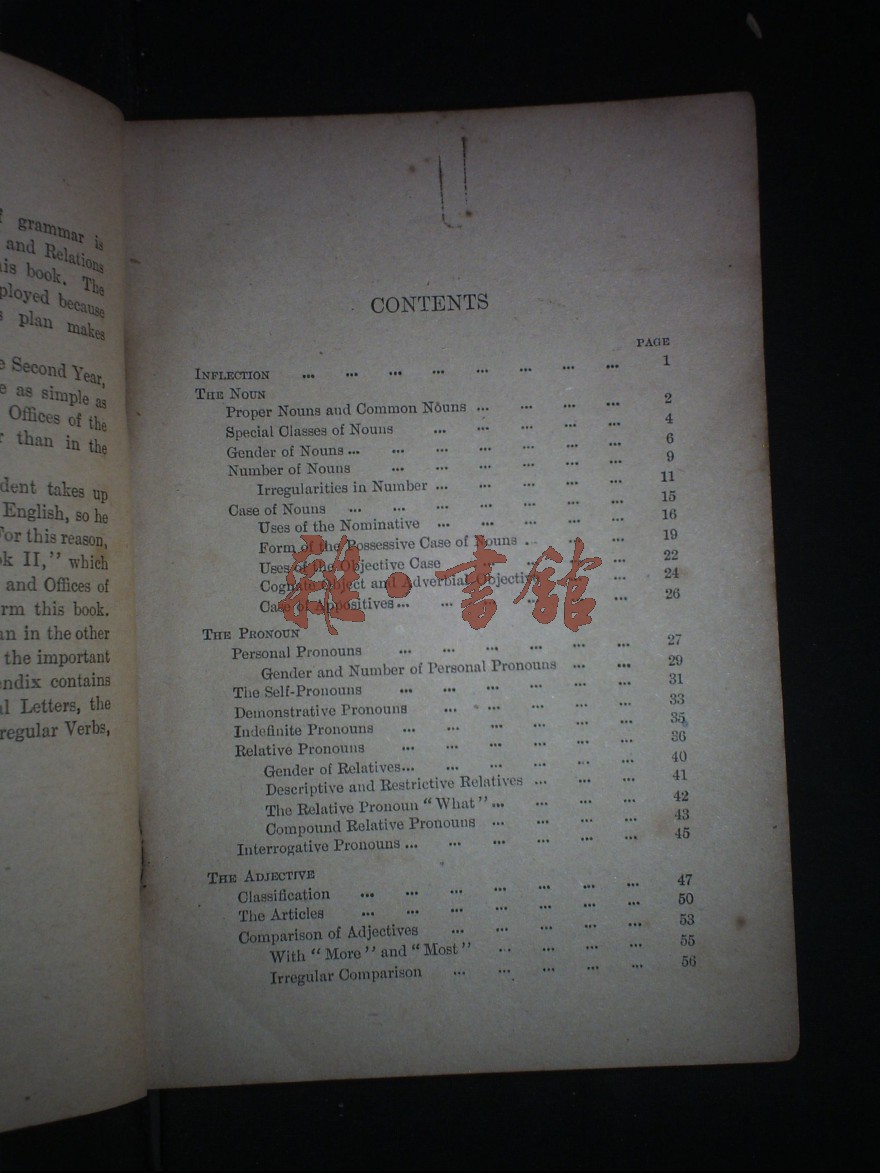 grammar is
and Relations
is book. The
ployed because
plan makes
Second Year,
as simple as
Offices of the
than in the
dent takes up
English, so he
For this reason,
k II," which
and Offices of
rm this book.
n in the other
the important
ndix contains
l Letters, the
regular Verbs,
CONTENTS
PAGE
INFLECTION ... ... ... ... ... ... ... ... 1
THE NOUN
Proper Nouns and Common Nouns ... ... ... ... 2
Special Classes of Nouns ... ... ... ... ... 4
Gender of Nouns ... ... ... ... ... ... ... 6
Number of Nouns ... ... ... ... ... ... 9
Irregularities in Number ... ... ... ... ... 11
Case of Nouns ... ... ... ... ... ... ... 15
Uses of the Nominative ... ... ... ... ... 16
Form of the Possessive Case of Nouns ... ... ... 19
Uses of the Objective Case ... ... ... ... 22
Cognate Object and Adverbial Objective ... 24
Case of Appositives ... ... ... ... ... ... 26
THE PRONOUN
Personal Pronouns ... ... ... ... ... ... 27
Gender and Number of Personal Pronouns ... ... 29
The Self-Pronouns ... ... ... ... ... ... 31
Demonstrative Pronouns ... ... ... ... ... 33
Indefinite Pronouns ... ... ... ... ... ... 35
Relative Pronouns ... ... ... ... ... ... 36
Gender of Relatives ... ... ... ... ... ... 40
Descriptive and Restrictive Relatives ... ... ... 41
The Relative Pronoun "What" ... ... ... ... 42
Compound Relative Pronouns ... ... ... ... 43
Interrogative Pronouns ... ... ... ... ... ... 45
THE ADJECTIVE
Classification ... ... ... ... ... ... ... 47
The Articles ... ... ... ... ... ... ... 50
Comparison of Adjectives ... ... ... ... ... 53
With "More" and "Most" ... ... ... ... 55
Irregular Comparison ... ... ... ... ... 56
雜·書館